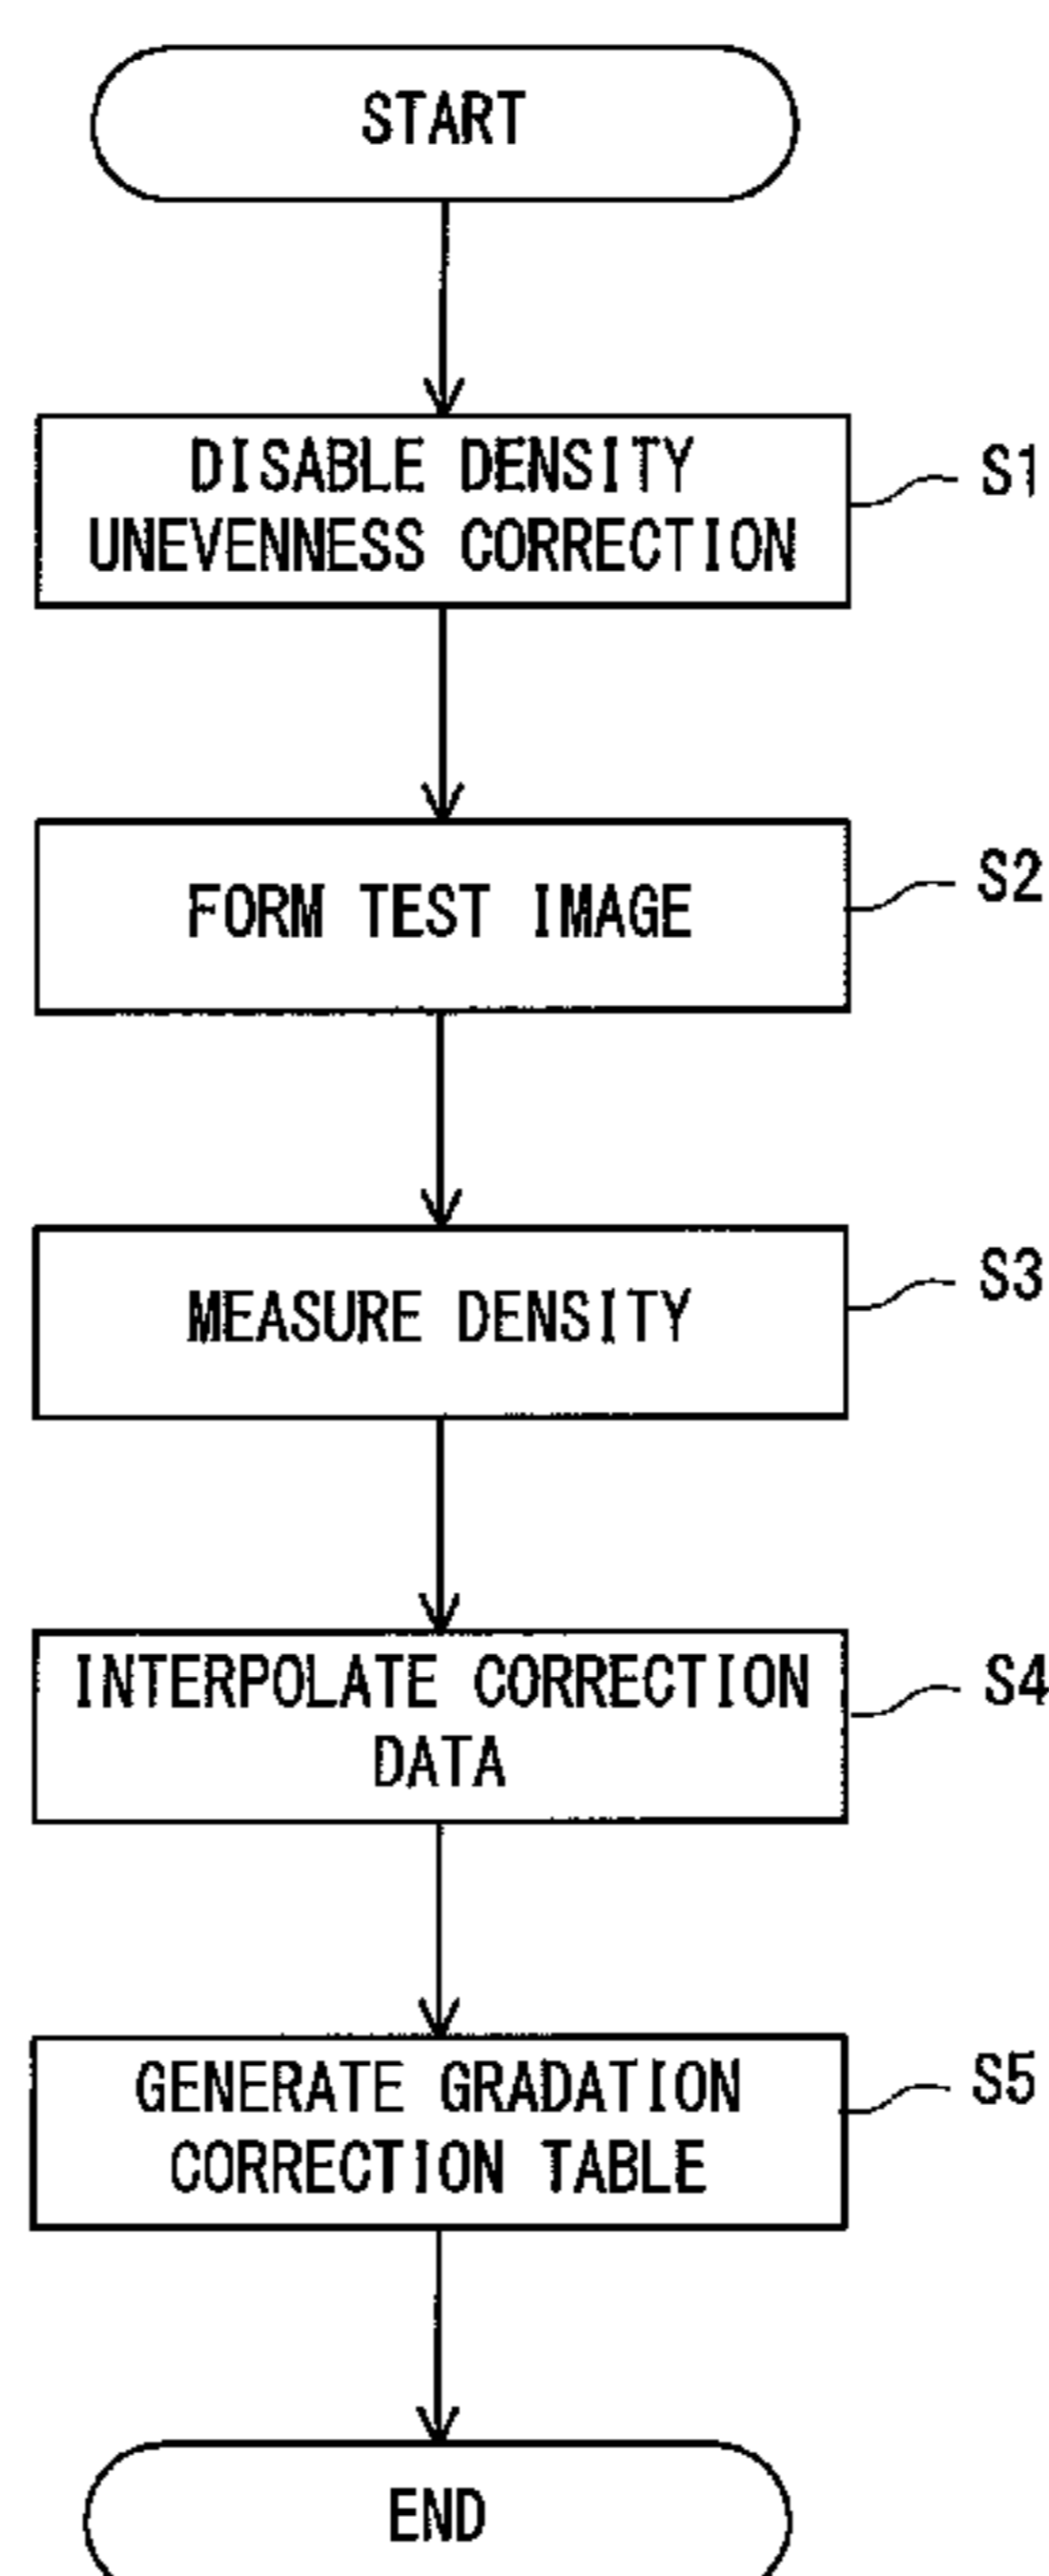 START
DISABLE DENSITY
UNEVENNESS CORRECTION
S1
FORM TEST IMAGE
S2
MEASURE DENSITY
S3
INTERPOLATE CORRECTION
DATA
S4
GENERATE GRADATION
CORRECTION TABLE
S5
END